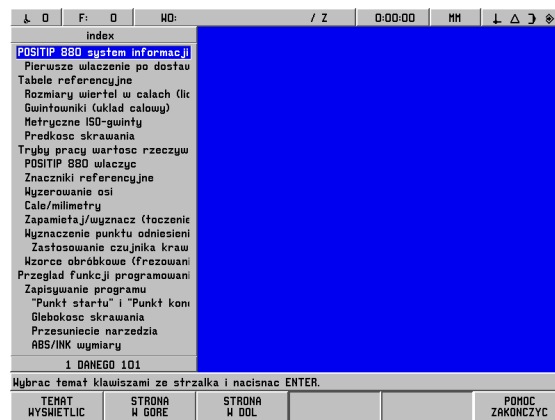 0 F: 0 WO: / Z 0:00:00 MM
index
POSITIP 880 system informacji
Pierwsze wlaczenie po dostaw
Tabele referencyjne
Rozmiary wiertel w calach (lic
Gwintowniki (uklad calowy)
Metryczne ISO-gwinty
Predkosc skrawania
Tryby pracy wartosc rzeczyw
POSITIP 880 wlaczyc
Znaczniki referencyjne
Wyzerowanie osi
Cale/milimetry
Zapamietaj/wyznacz (toczenie
Wyznaczenie punktu odniesieni
Zastosowanie czujnika kraw
Wzorce obróbkowe (frezowani
Przeglad funkcji programowani
Zapisywanie programu
"Punkt startu" i "Punkt konc
Glebokosc skrawania
Przesuniecie narzedzia
ABS/INK wymiary
1 DANEGO 101
Wybrac temat klawiszami ze strzalka i nacisnac ENTER.
TEMAT WYSWIETLIC
STRONA W GORE
STRONA W DOL
POMOC ZAKONCZYC